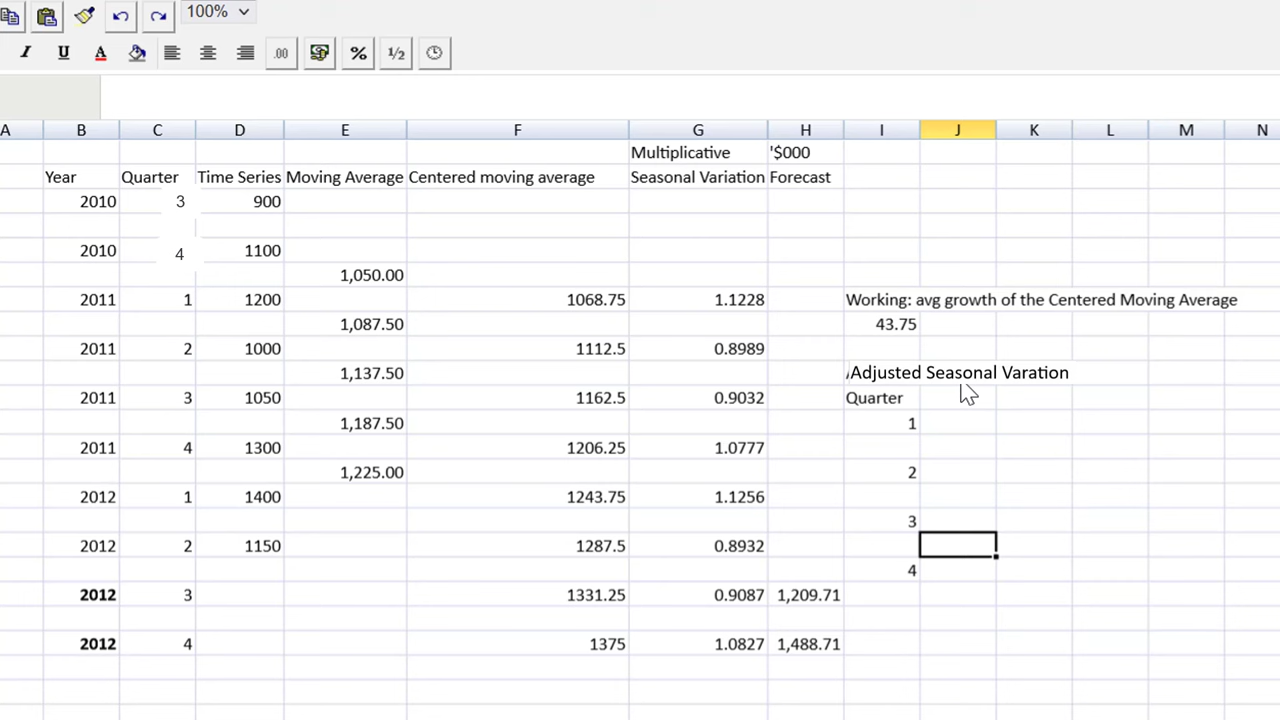 100%
I U A .00 % 1/2
A B C D E F G H I J K L M N
Multiplicative '$000
Year Quarter Time Series Moving Average Centered moving average Seasonal Variation Forecast
2010 3 900
2010 4 1100
1,050.00
2011 1 1200 1068.75 1.1228 Working: avg growth of the Centered Moving Average
1,087.50 43.75
2011 2 1000 1112.5 0.8989
1,137.50 Adjusted Seasonal Varation
2011 3 1050 1162.5 0.9032 Quarter
1,187.50 1
2011 4 1300 1206.25 1.0777
1,225.00 2
2012 1 1400 1243.75 1.1256
3
2012 2 1150 1287.5 0.8932
4
2012 3 1331.25 0.9087 1,209.71
2012 4 1375 1.0827 1,488.71